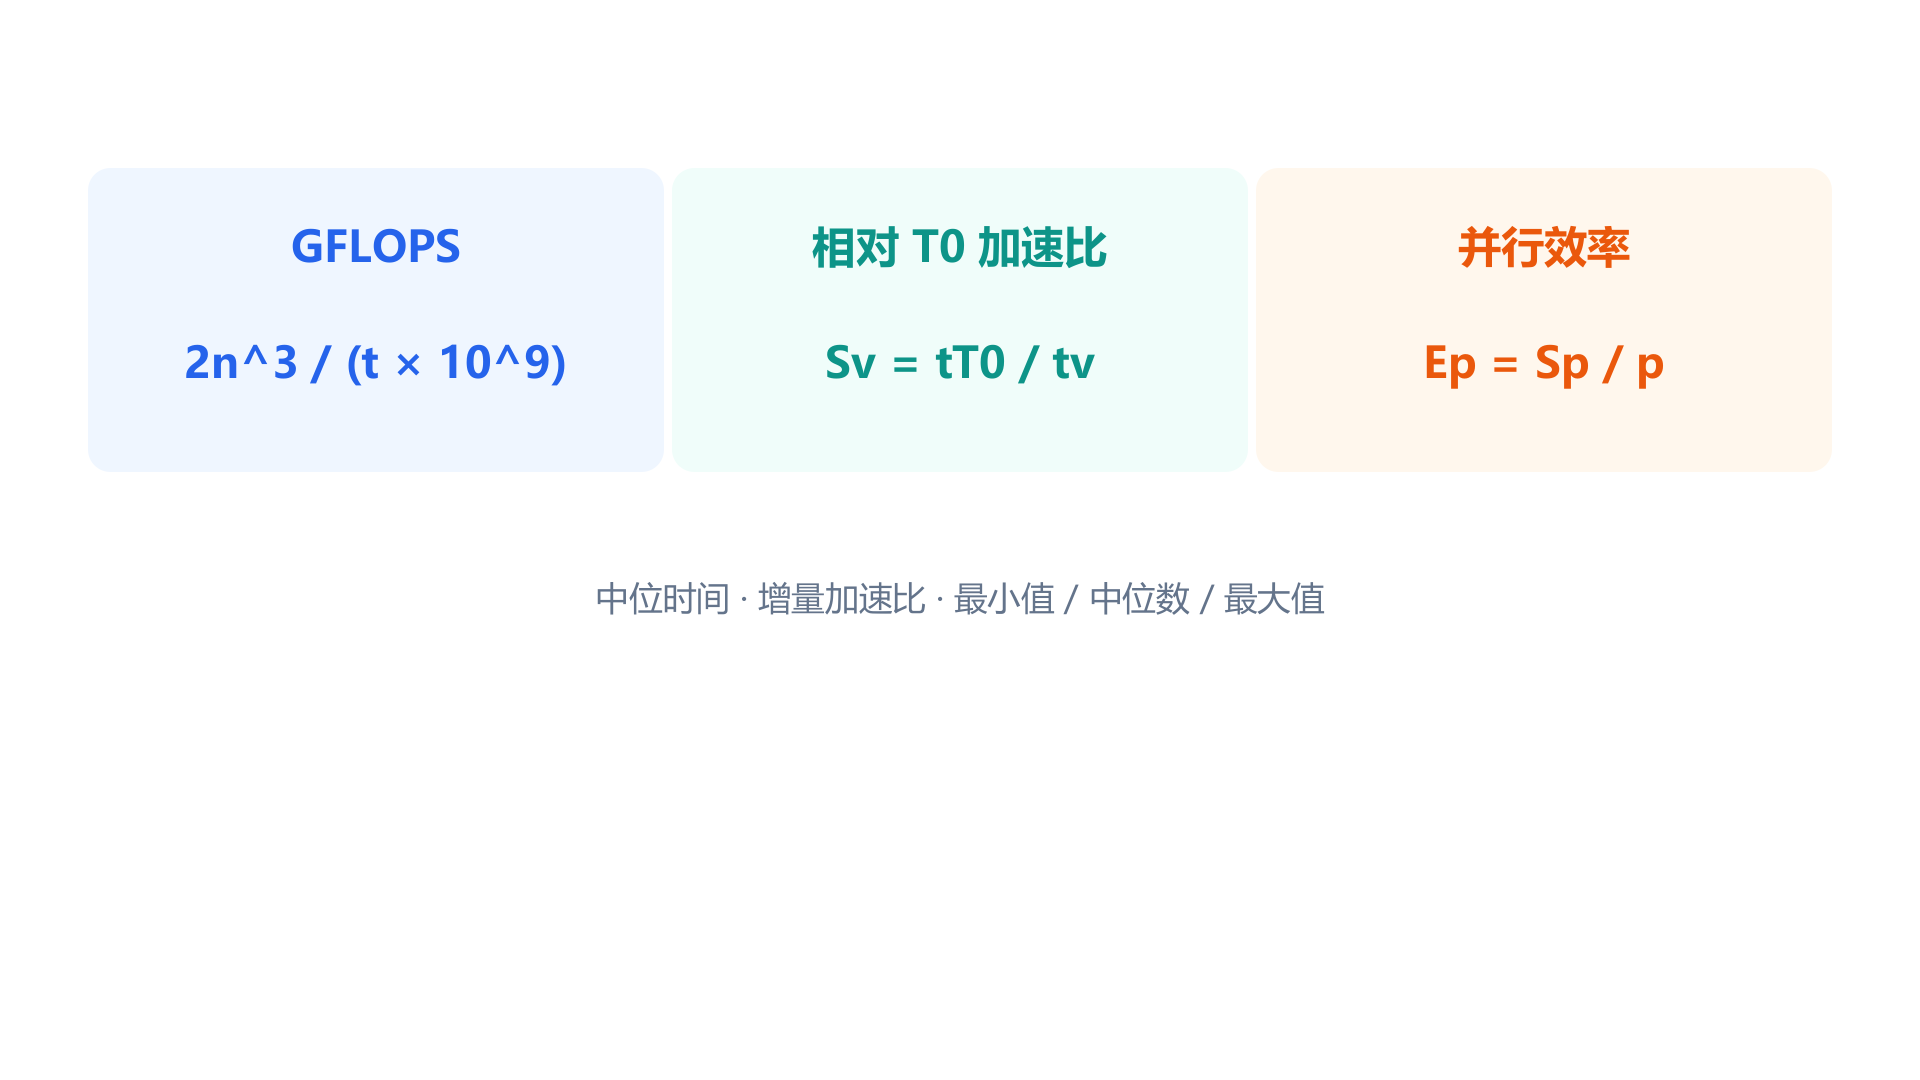 GFLOPS
2n^3 / (t × 10^9)
相对 T0 加速比
Sv = tT0 / tv
并行效率
Ep = Sp / p
中位时间 · 增量加速比 · 最小值 / 中位数 / 最大值